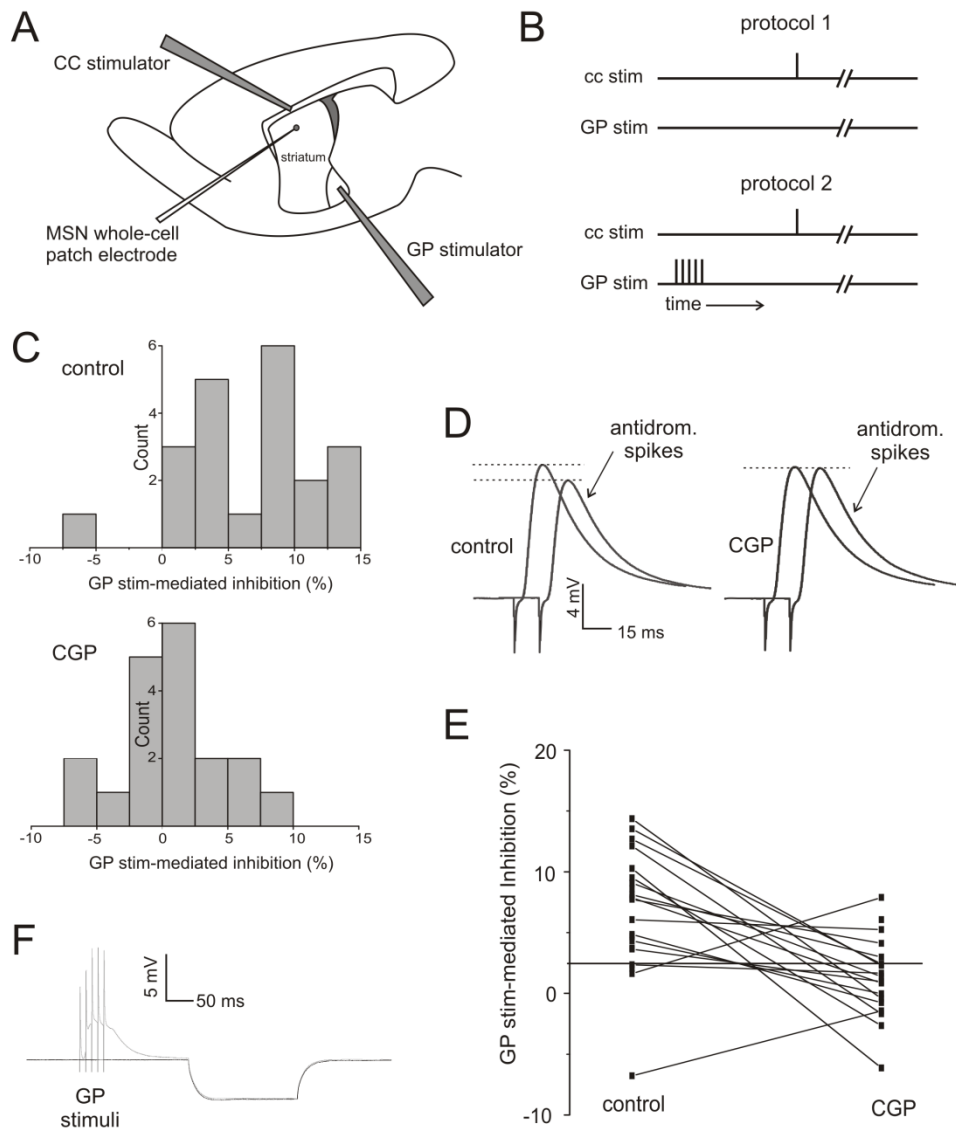 A
CC stimulator
striatum
MSN whole-cell
patch electrode
GP stimulator
B
protocol 1
cc stim
GP stim
protocol 2
cc stim
GP stim
time
C
control
6
4
2
Count
-10 -5 0 5 10 15
GP stim-mediated inhibition (%)
CGP
6
4
2
Count
-10 -5 0 5 10 15
GP stim-mediated inhibition (%)
D
antidrom.
spikes
control
4 mV
15 ms
antidrom.
spikes
CGP
E
20
10
0
-10
GP stim-mediated Inhibition (%)
control
CGP
F
5 mV
50 ms
GP
stimuli